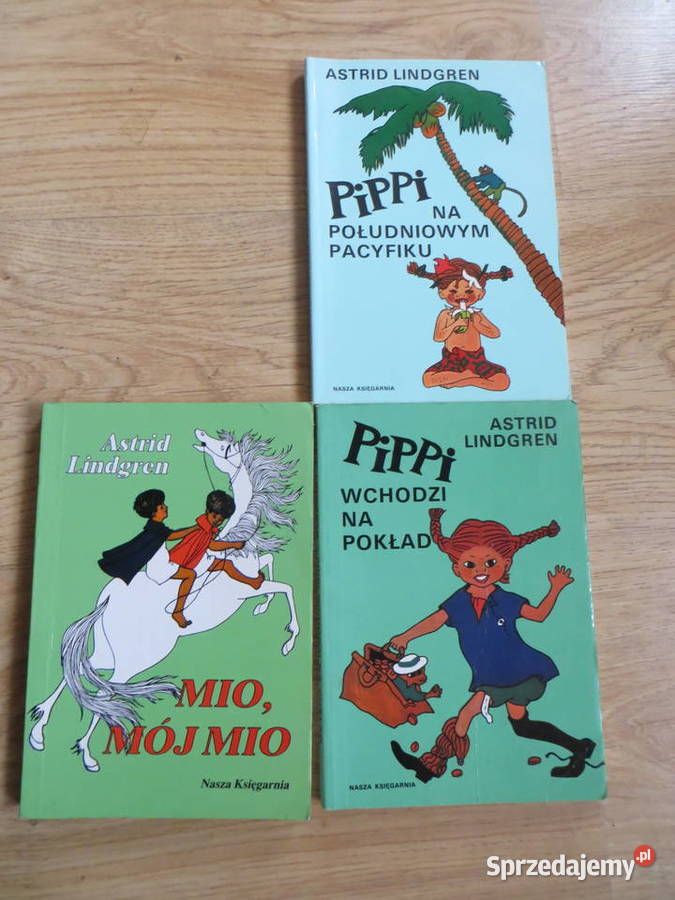 ASTRID LINDGREN
PiPPi
NA
POŁUDNIOWYM
PACYFIKU
NASZA KSIĘGARNIA
Astrid
Lindgren
MIO,
MÓJ MIO
Nasza Księgarnia
ASTRID
LINDGREN
PiPPi
WCHODZI
NA
POKŁAD
NASZA KSIĘGARNIA
Sprzedajemy.pl